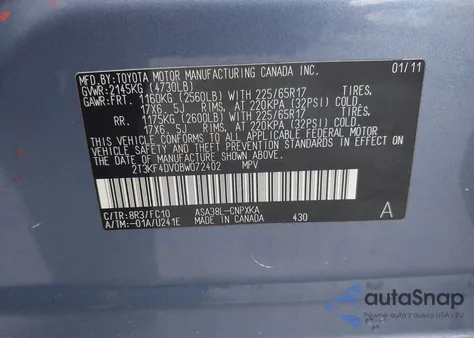 MFD.BY:TOYOTA MOTOR MANUFACTURING CANADA INC. 01/11
GVWR:2145KG (4730LB)
GAWR:FRT. 1160KG (2560LB) WITH 225/65R17 TIRES,
17X6.5J RIMS, AT 220KPA (32PSI) COLD.
RR. 1175KG (2600LB) WITH 225/65R17 TIRES,
17X6.5J RIMS, AT 220KPA (32PSI) COLD.
THIS VEHICLE CONFORMS TO ALL APPLICABLE FEDERAL MOTOR
VEHICLE SAFETY AND THEFT PREVENTION STANDARDS IN
EFFECT ON THE DATE OF MANUFACTURE SHOWN ABOVE.
2T3KF4DV0BW072402 MPV
C/TR:8R3/FC10 ASA38L-CNPXKA A
A/TM:-01A/U241E MADE IN CANADA 430
autoSnap
Автоаукціони США і EU